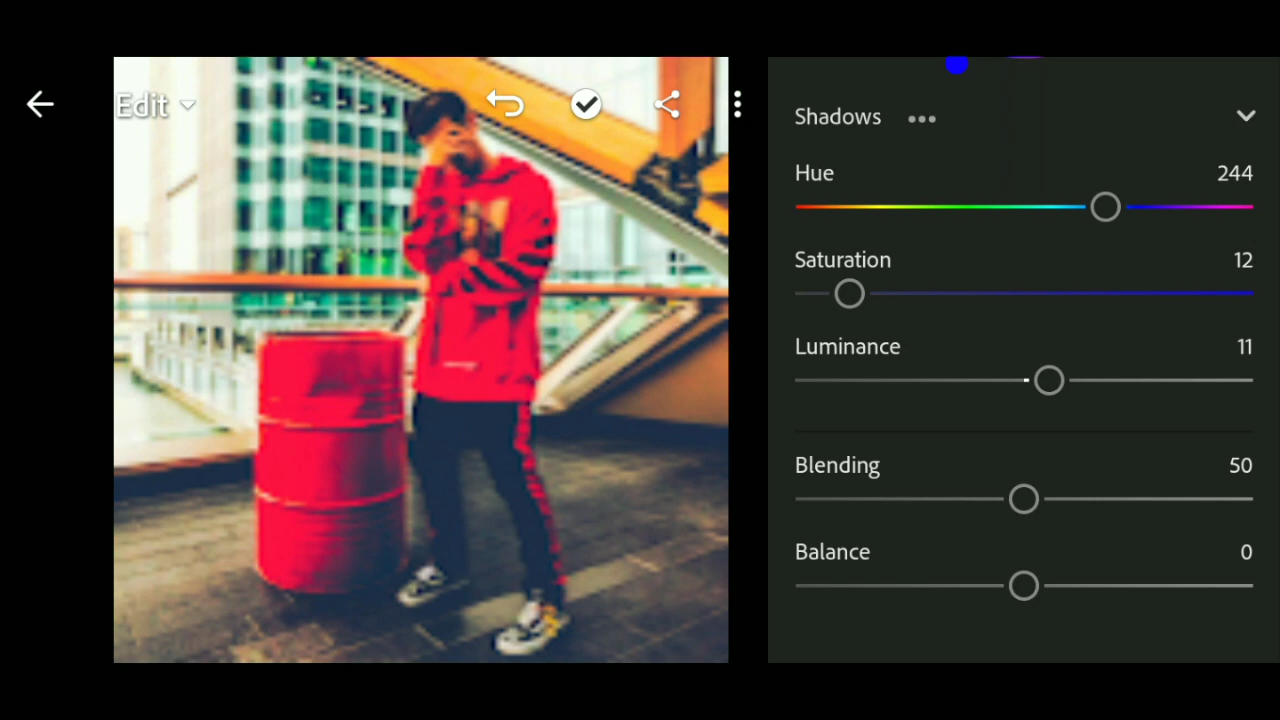 Edit
Shadows
Hue 244
Saturation 12
Luminance 11
Blending 50
Balance 0